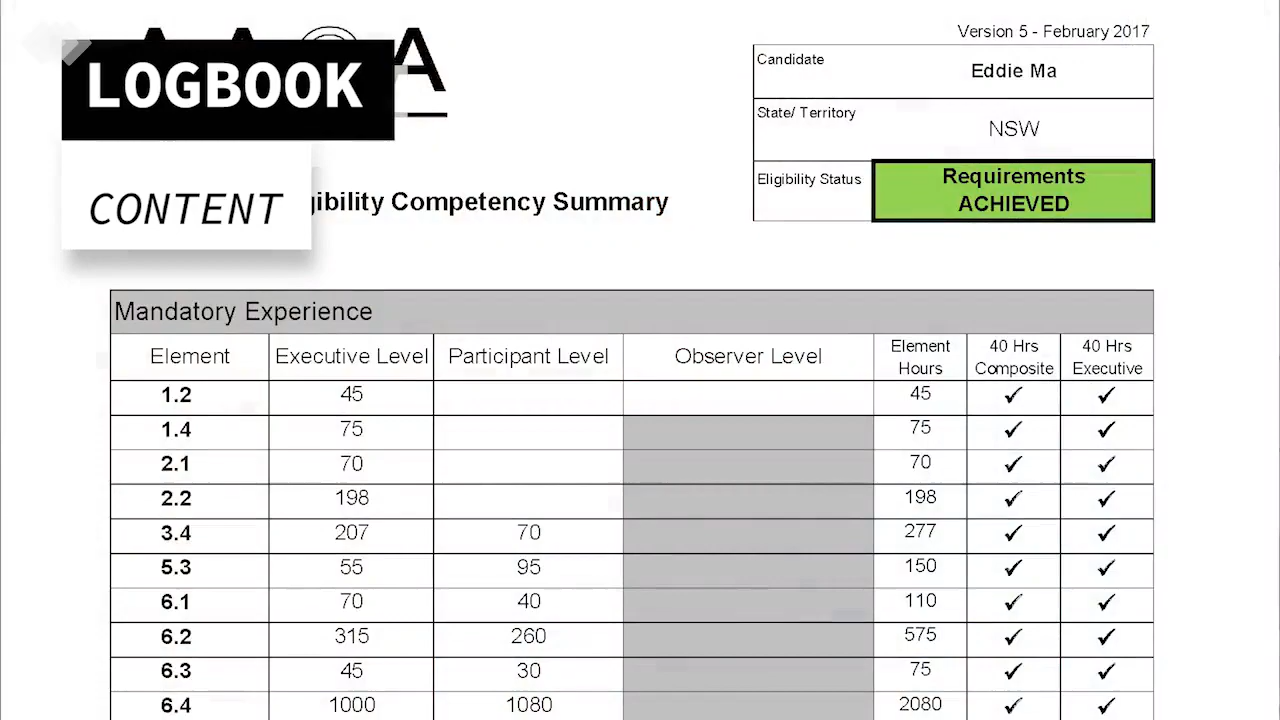 Version 5 - February 2017
LOGBOOK
CONTENT
Candidate
Eddie Ma
State/ Territory
NSW
Eligibility Status
Requirements
ACHIEVED
Competency Summary
Mandatory Experience
Element Executive Level Participant Level Observer Level Element Hours 40 Hrs Composite 40 Hrs Executive
1.2 45 45 ✓ ✓
1.4 75 75 ✓ ✓
2.1 70 70 ✓ ✓
2.2 198 198 ✓ ✓
3.4 207 70 277 ✓ ✓
5.3 55 95 150 ✓ ✓
6.1 70 40 110 ✓ ✓
6.2 315 260 575 ✓ ✓
6.3 45 30 75 ✓ ✓
6.4 1000 1080 2080 ✓ ✓